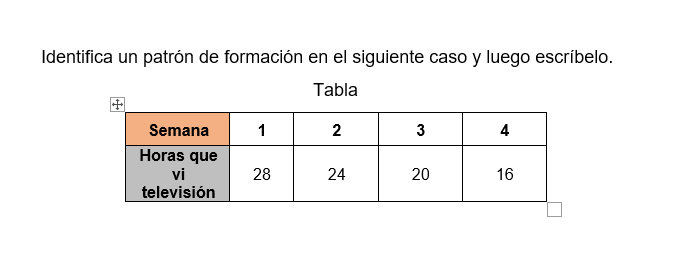 Identifica un patrón de formación en el siguiente caso y luego escríbelo.
Tabla
Semana 1 2 3 4
Horas que
vi 28 24 20 16
televisión